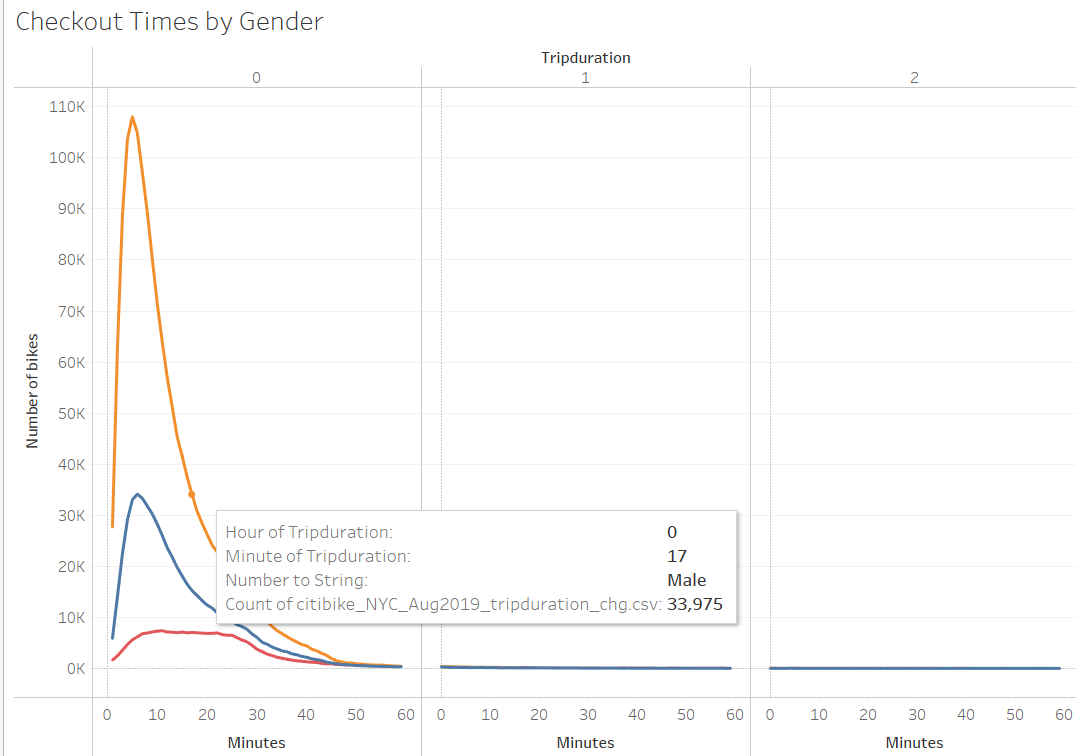 Checkout Times by Gender
Tripduration
0 1 2
110K
100K
90K
80K
70K
60K
50K
40K
30K
20K
10K
0K
Number of bikes
Hour of Tripduration: 0
Minute of Tripduration: 17
Number to String: Male
Count of citibike_NYC_Aug2019_tripduration_chg.csv: 33,975
0 10 20 30 40 50 60 0 10 20 30 40 50 60 0 10 20 30 40 50 60
Minutes Minutes Minutes